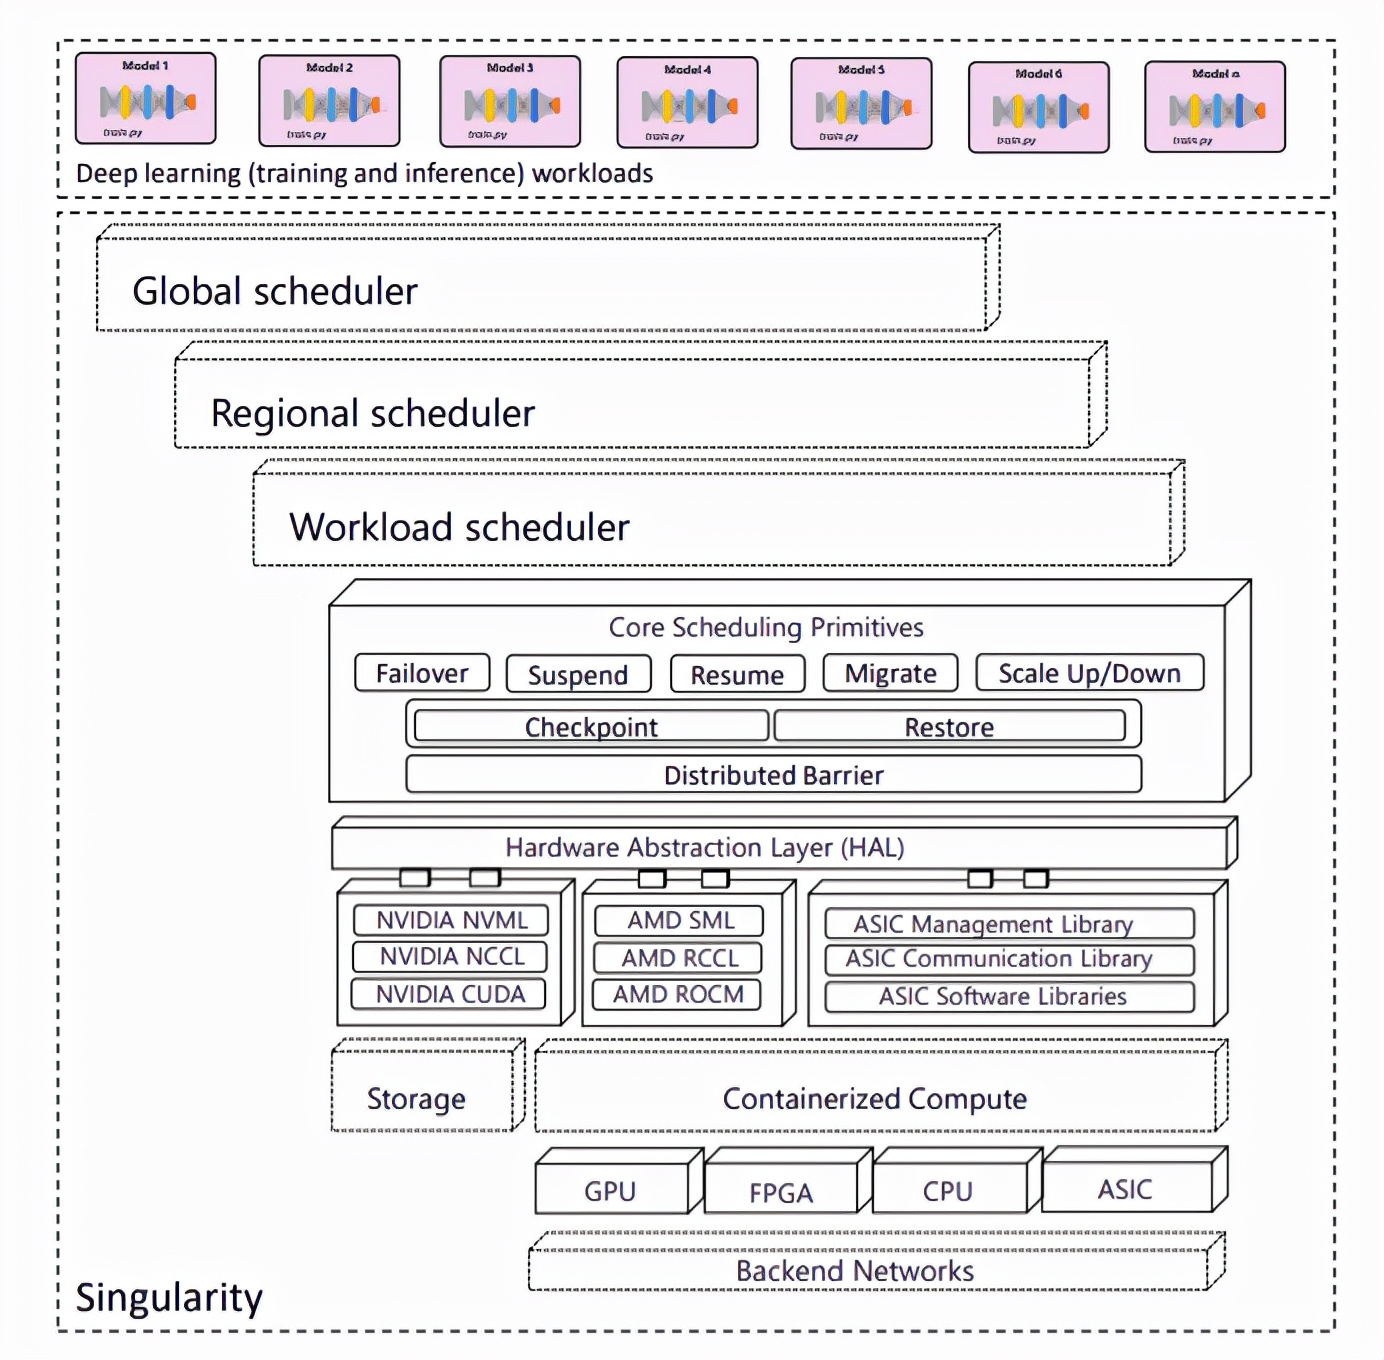 Model 1
Model 2
Model 3
Model 4
Model 5
Model 6
Model n
train.py
train.py
train.py
train.py
train.py
train.py
train.py
Deep learning (training and inference) workloads
Global scheduler
Regional scheduler
Workload scheduler
Core Scheduling Primitives
Failover
Suspend
Resume
Migrate
Scale Up/Down
Checkpoint
Restore
Distributed Barrier
Hardware Abstraction Layer (HAL)
NVIDIA NVML
NVIDIA NCCL
NVIDIA CUDA
AMD SML
AMD RCCL
AMD ROCM
ASIC Management Library
ASIC Communication Library
ASIC Software Libraries
Storage
Containerized Compute
GPU
FPGA
CPU
ASIC
Backend Networks
Singularity